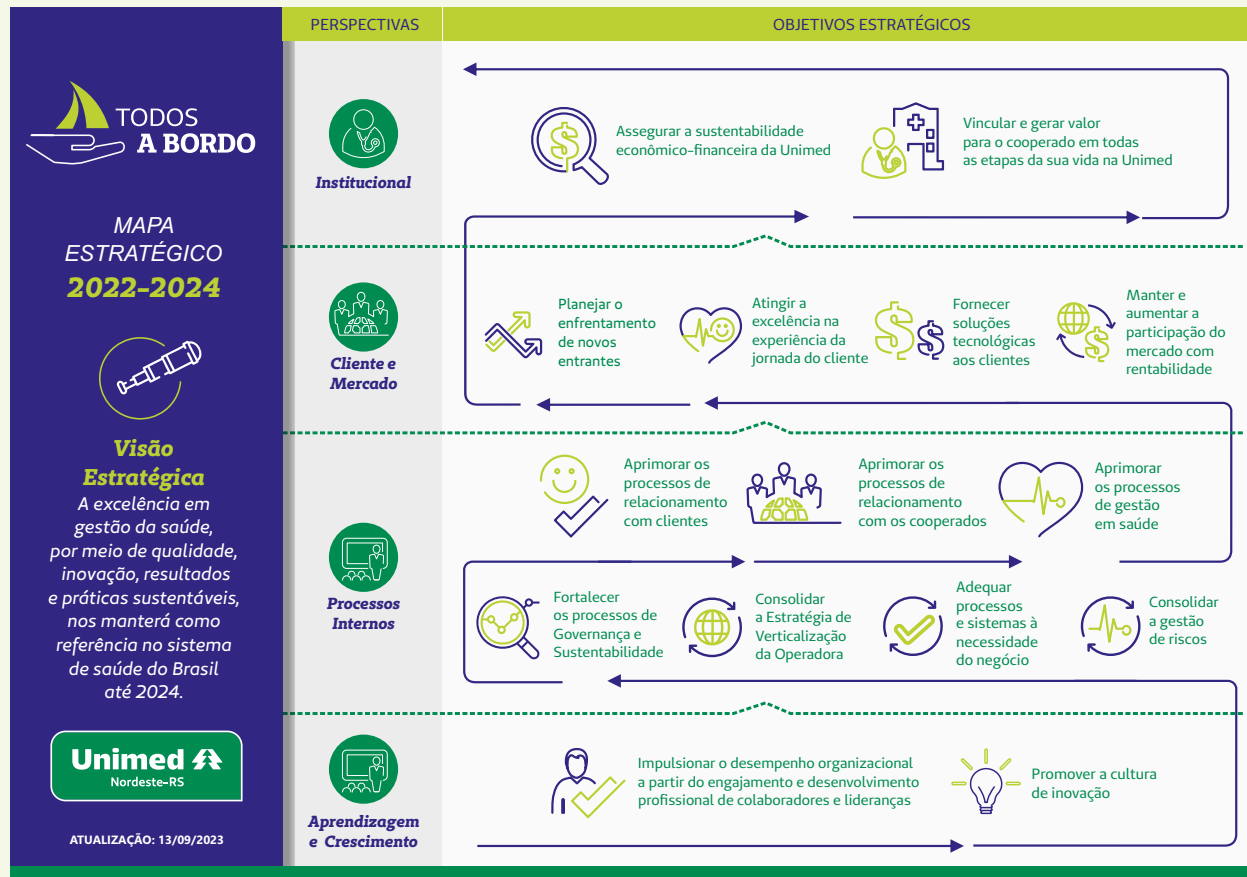 PERSPECTIVAS
OBJETIVOS ESTRATÉGICOS
TODOS
A BORDO
MAPA
ESTRATÉGICO
2022-2024
Visão
Estratégica
A excelência em
gestão da saúde,
por meio de qualidade,
inovação, resultados
e práticas sustentáveis,
nos manterá como
referência no sistema
de saúde do Brasil
até 2024.
Unimed
Nordeste-RS
ATUALIZAÇÃO: 13/09/2023
Institucional
Assegurar a sustentabilidade
econômico-financeira da Unimed
Vincular e gerar valor
para o cooperado em todas
as etapas da sua vida na Unimed
Cliente e
Mercado
Planejar o
enfrentamento
de novos
entrantes
Atingir a
excelência na
experiência da
jornada do cliente
Fornecer
soluções
tecnológicas
aos clientes
Manter e
aumentar a
participação do
mercado com
rentabilidade
Processos
Internos
Aprimorar os
processos de
relacionamento
com clientes
Aprimorar os
processos de
relacionamento
com os cooperados
Aprimorar
os processos
de gestão
em saúde
Fortalecer
os processos de
Governança e
Sustentabilidade
Consolidar
a Estratégia de
Verticalização
da Operadora
Adequar
processos
e sistemas à
necessidade
do negócio
Consolidar
a gestão
de riscos
Aprendizagem
e Crescimento
Impulsionar o desempenho organizacional
a partir do engajamento e desenvolvimento
profissional de colaboradores e lideranças
Promover a cultura
de inovação